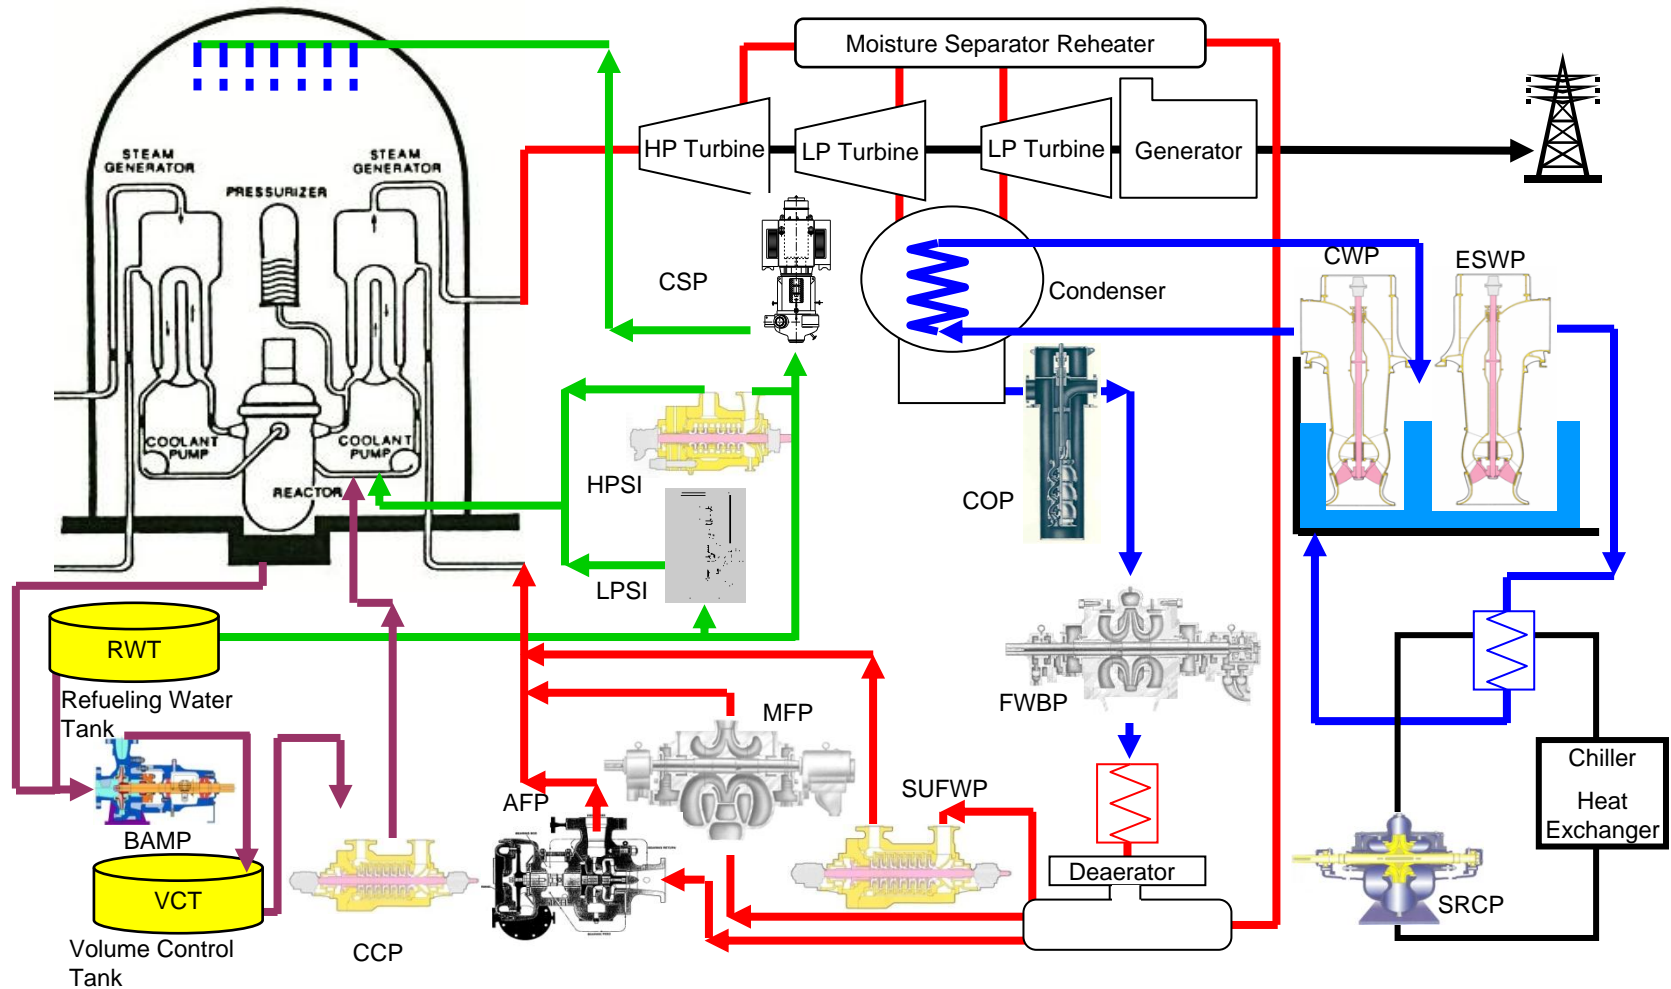 Moisture Separator Reheater
HP Turbine
LP Turbine
LP Turbine
Generator
STEAM
GENERATOR
STEAM
GENERATOR
PRESSURIZER
CSP
Condenser
CWP
ESWP
COOLANT
PUMP
COOLANT
PUMP
REACTOR
HPSI
COP
LPSI
RWT
Refueling Water
Tank
MFP
FWBP
AFP
SUFWP
BAMP
Deaerator
Chiller
Heat
Exchanger
VCT
CCP
SRCP
Volume Control
Tank